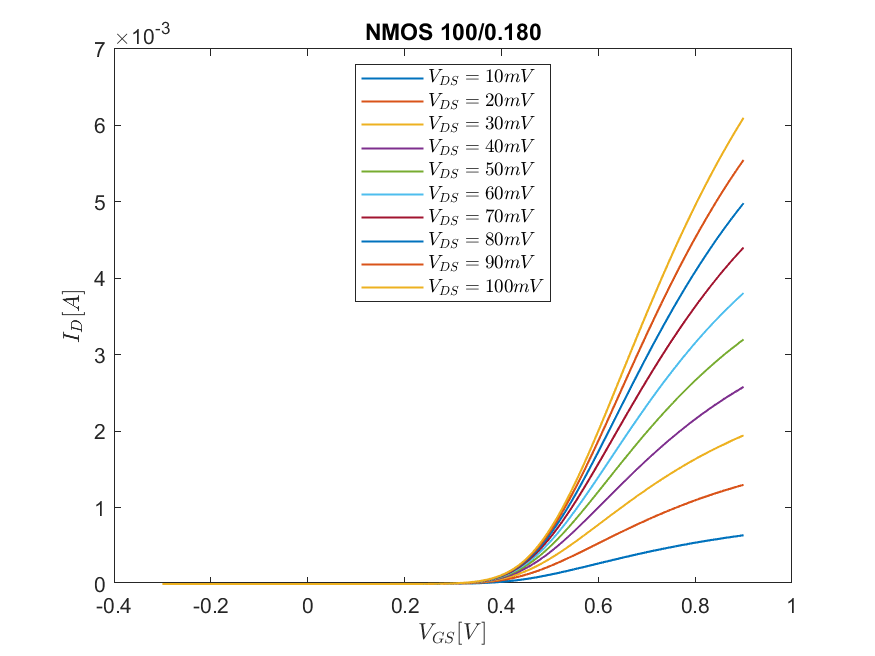 NMOS 100/0.180
×10-3
7
6
5
4
3
2
1
0
I_D[A]
V_DS = 10mV
V_DS = 20mV
V_DS = 30mV
V_DS = 40mV
V_DS = 50mV
V_DS = 60mV
V_DS = 70mV
V_DS = 80mV
V_DS = 90mV
V_DS = 100mV
-0.4 -0.2 0 0.2 0.4 0.6 0.8 1
V_GS[V]